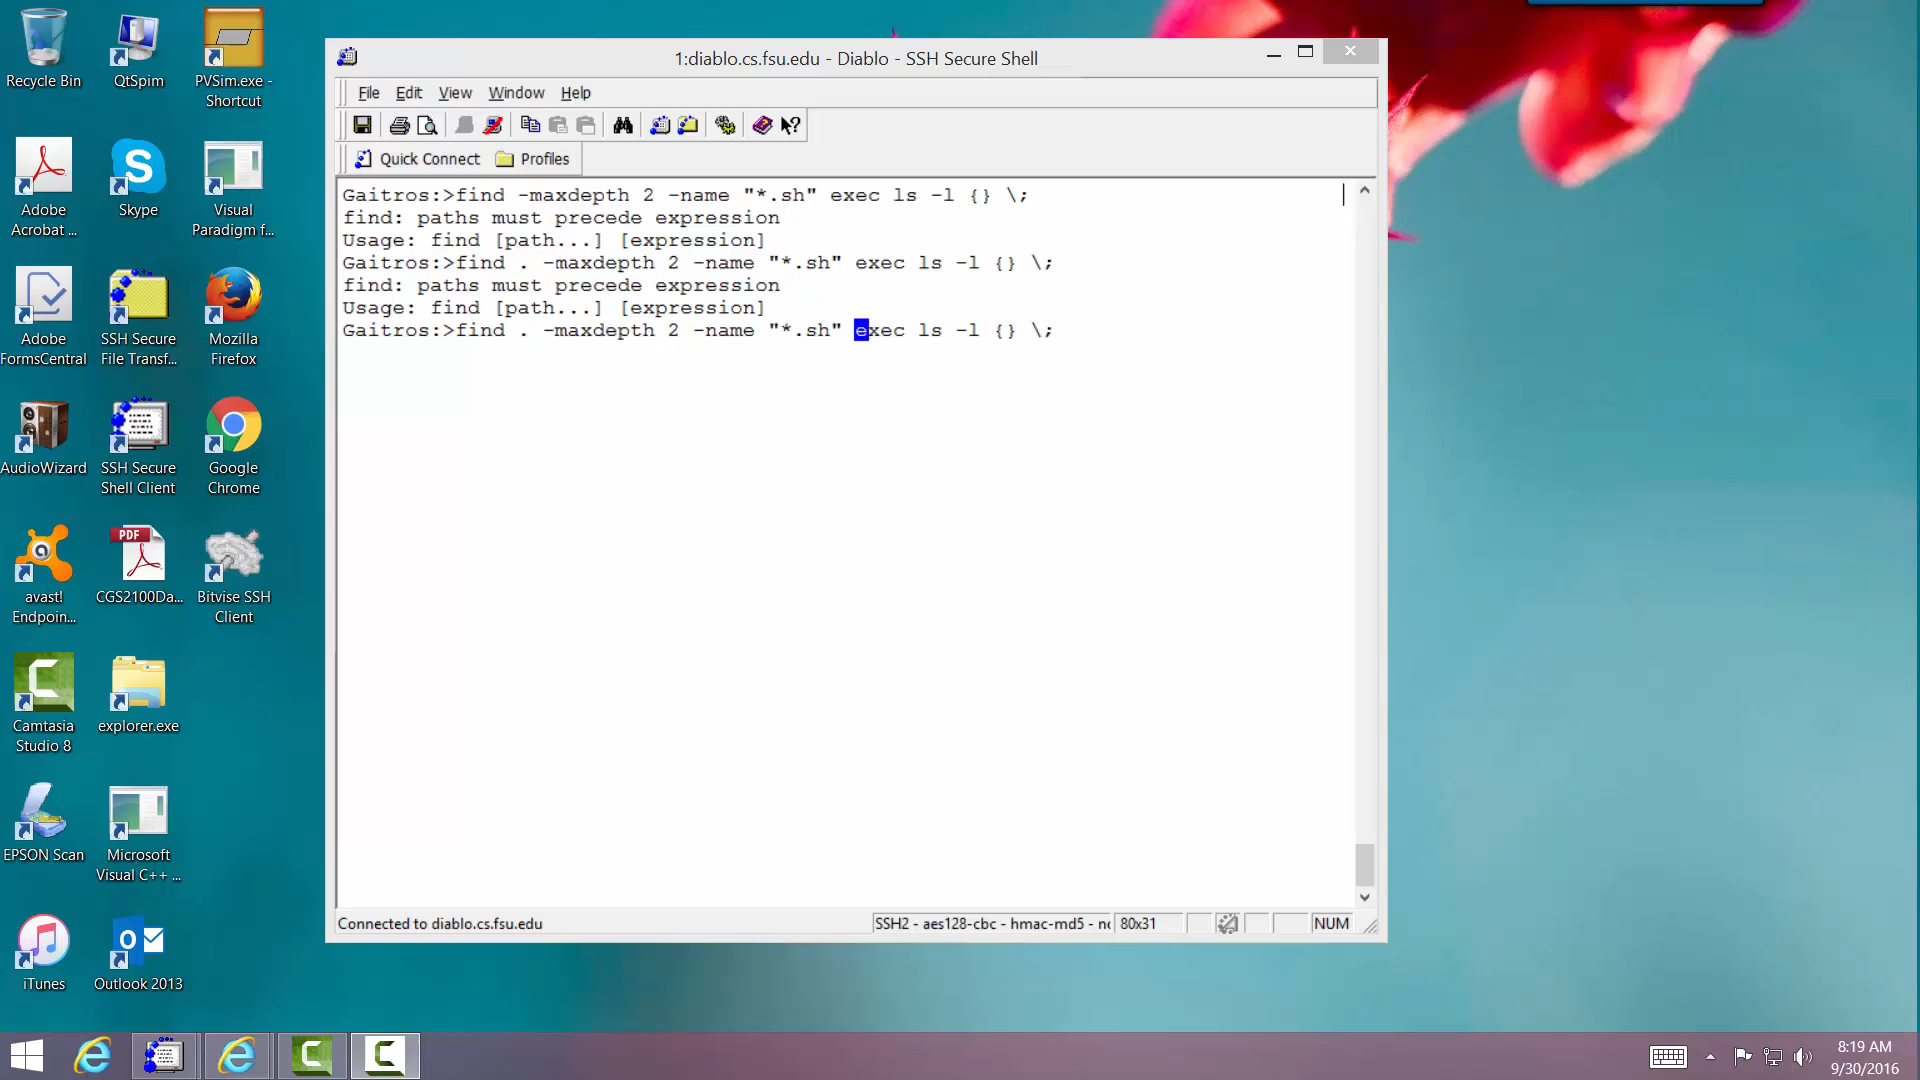 Recycle Bin
QtSpim
PVSim.exe -
Shortcut
Adobe
Acrobat ...
Skype
Visual
Paradigm f...
Adobe
FormsCentral
SSH Secure
File Transf...
Mozilla
Firefox
AudioWizard
SSH Secure
Shell Client
Google
Chrome
avast!
Endpoin...
PDF
CGS2100Da...
Bitvise SSH
Client
Camtasia
Studio 8
explorer.exe
EPSON Scan
Microsoft
Visual C++ ...
iTunes
Outlook 2013
1:diablo.cs.fsu.edu - Diablo - SSH Secure Shell
File Edit View Window Help
Quick Connect Profiles
Gaitros:>find -maxdepth 2 -name "*.sh" exec ls -l {} \;
find: paths must precede expression
Usage: find [path...] [expression]
Gaitros:>find . -maxdepth 2 -name "*.sh" exec ls -l {} \;
find: paths must precede expression
Usage: find [path...] [expression]
Gaitros:>find . -maxdepth 2 -name "*.sh" exec ls -l {} \;
Connected to diablo.cs.fsu.edu
SSH2 - aes128-cbc - hmac-md5 - nc
80x31
NUM
8:19 AM
9/30/2016